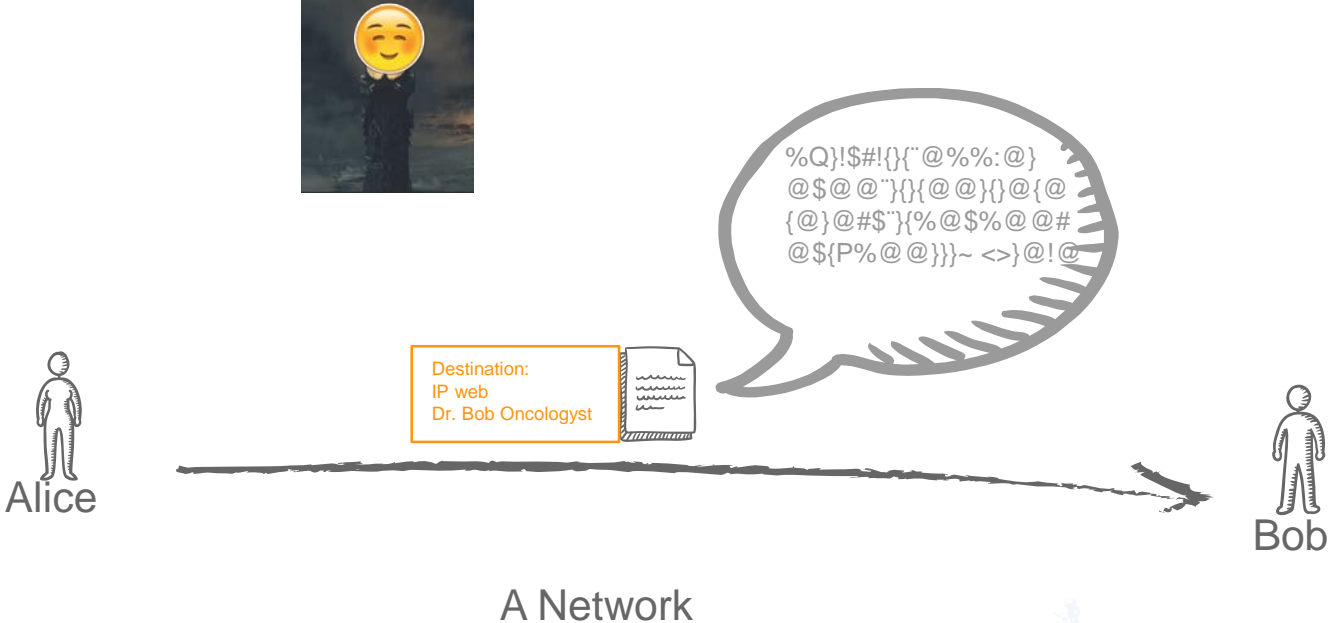 %Q}!$#!{}{¨@%%:@}
@$@@¨}{}{@@}{}@{@
{@}@#$¨}{%@$%@@#
@${P%@@}}}~ <>}@!@
Destination:
IP web
Dr. Bob Oncologyst
Alice
Bob
A Network